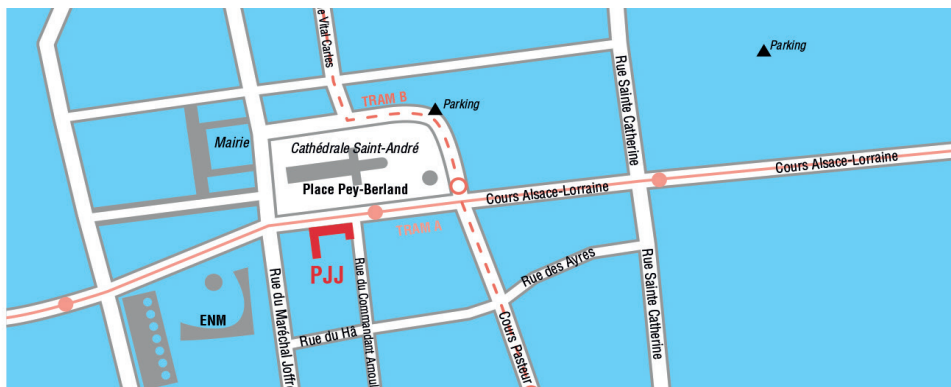 e Vital Carles
Parking
Rue Sainte Catherine
TRAM B
Parking
Mairie
Cathédrale Saint-André
Place Pey-Berland
Cours Alsace-Lorraine
Cours Alsace-Lorraine
TRAM A
PJJ
Rue du Maréchal Joffre
Rue du Commandant Arnoul
Rue des Ayres
Rue Sainte Catherine
ENM
Rue du Hâ
Cours Pasteur